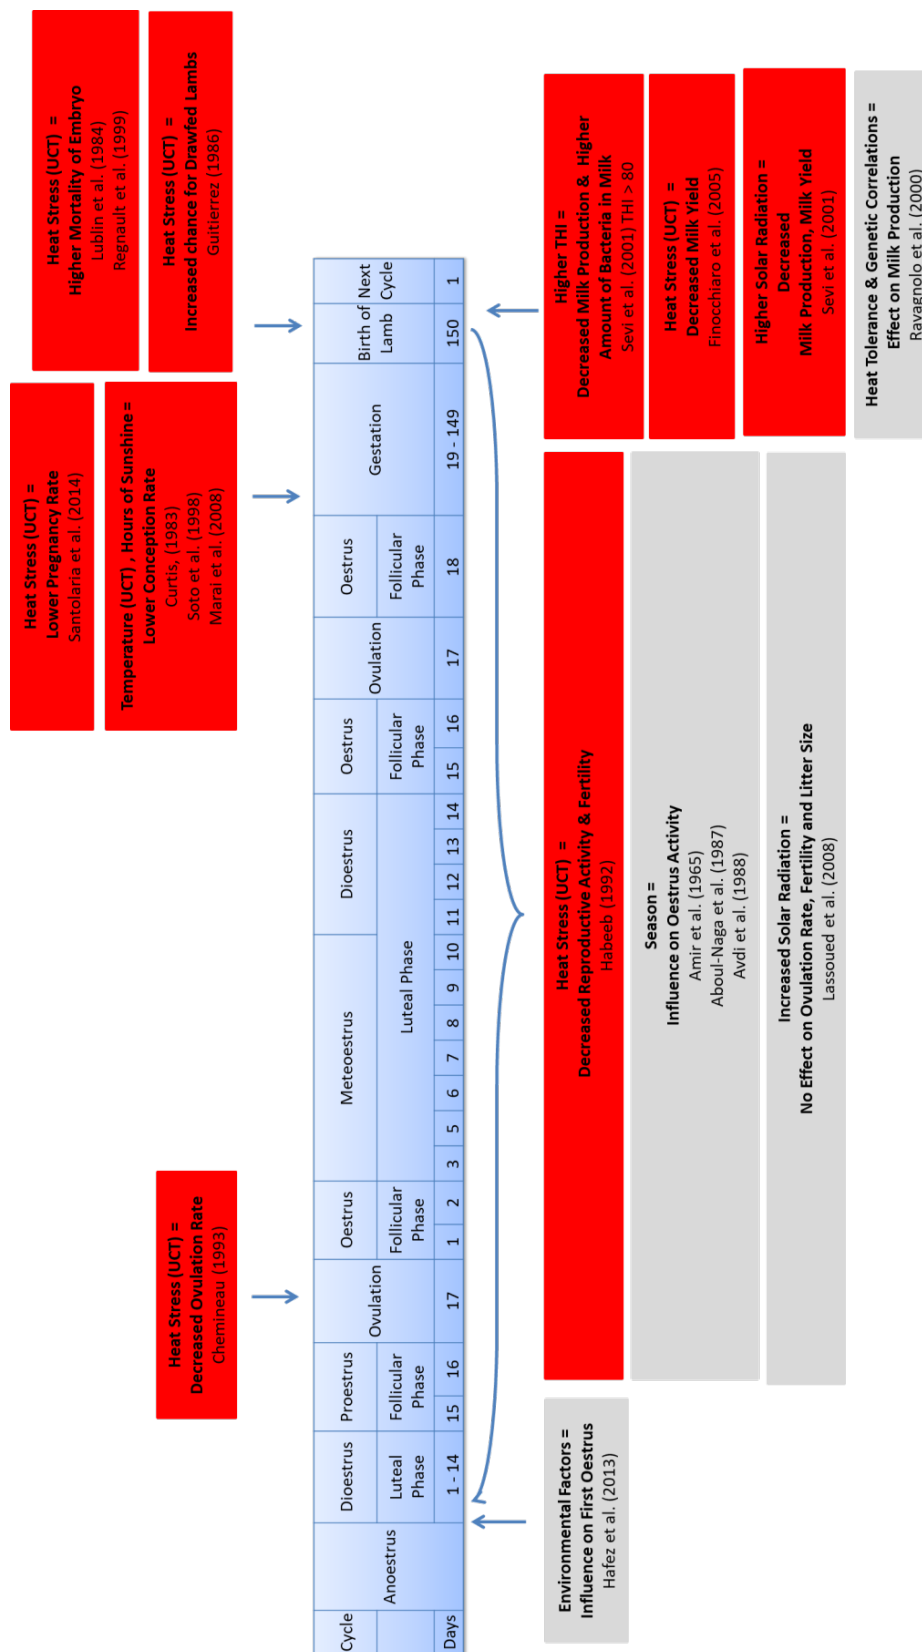 Heat Stress (UCT) =
Decreased Ovulation Rate
Chemineau (1993)
Heat Stress (UCT) =
Lower Pregnancy Rate
Santolaria et al. (2014)
Temperature (UCT) , Hours of Sunshine =
Lower Conception Rate
Curtis, (1983)
Soto et al. (1998)
Marai et al. (2008)
Heat Stress (UCT) =
Higher Mortality of Embryo
Lublin et al. (1984)
Regnault et al. (1999)
Heat Stress (UCT) =
Increased chance for Drawfed Lambs
Guitierrez (1986)
Cycle
Anoestrus
Dioestrus
Proestrus
Ovulation
Oestrus
Meteoestrus
Dioestrus
Oestrus
Ovulation
Oestrus
Gestation
Birth of
Lamb
Next
Cycle
Luteal
Phase
Follicular
Phase
Follicular
Phase
Luteal Phase
Follicular
Phase
Follicular
Phase
Days
1 - 14
15
16
17
1
2
3
5
6
7
8
9
10
11
12
13
14
15
16
17
18
19 - 149
150
1
Environmental Factors =
Influence on First Oestrus
Hafez et al. (2013)
Heat Stress (UCT) =
Decreased Reproductive Activity & Fertility
Habeeb (1992)
Season =
Influence on Oestrus Activity
Amir et al. (1965)
Aboul-Naga et al. (1987)
Avdi et al. (1988)
Increased Solar Radiation =
No Effect on Ovulation Rate, Fertility and Litter Size
Lassoued et al. (2008)
Higher THI =
Decreased Milk Production & Higher
Amount of Bacteria in Milk
Sevi et al. (2001) THI > 80
Heat Stress (UCT) =
Decreased Milk Yield
Finocchiaro et al. (2005)
Higher Solar Radiation =
Decreased
Milk Production, Milk Yield
Sevi et al. (2001)
Heat Tolerance & Genetic Correlations =
Effect on Milk Production
Ravagnolo et al. (2000)